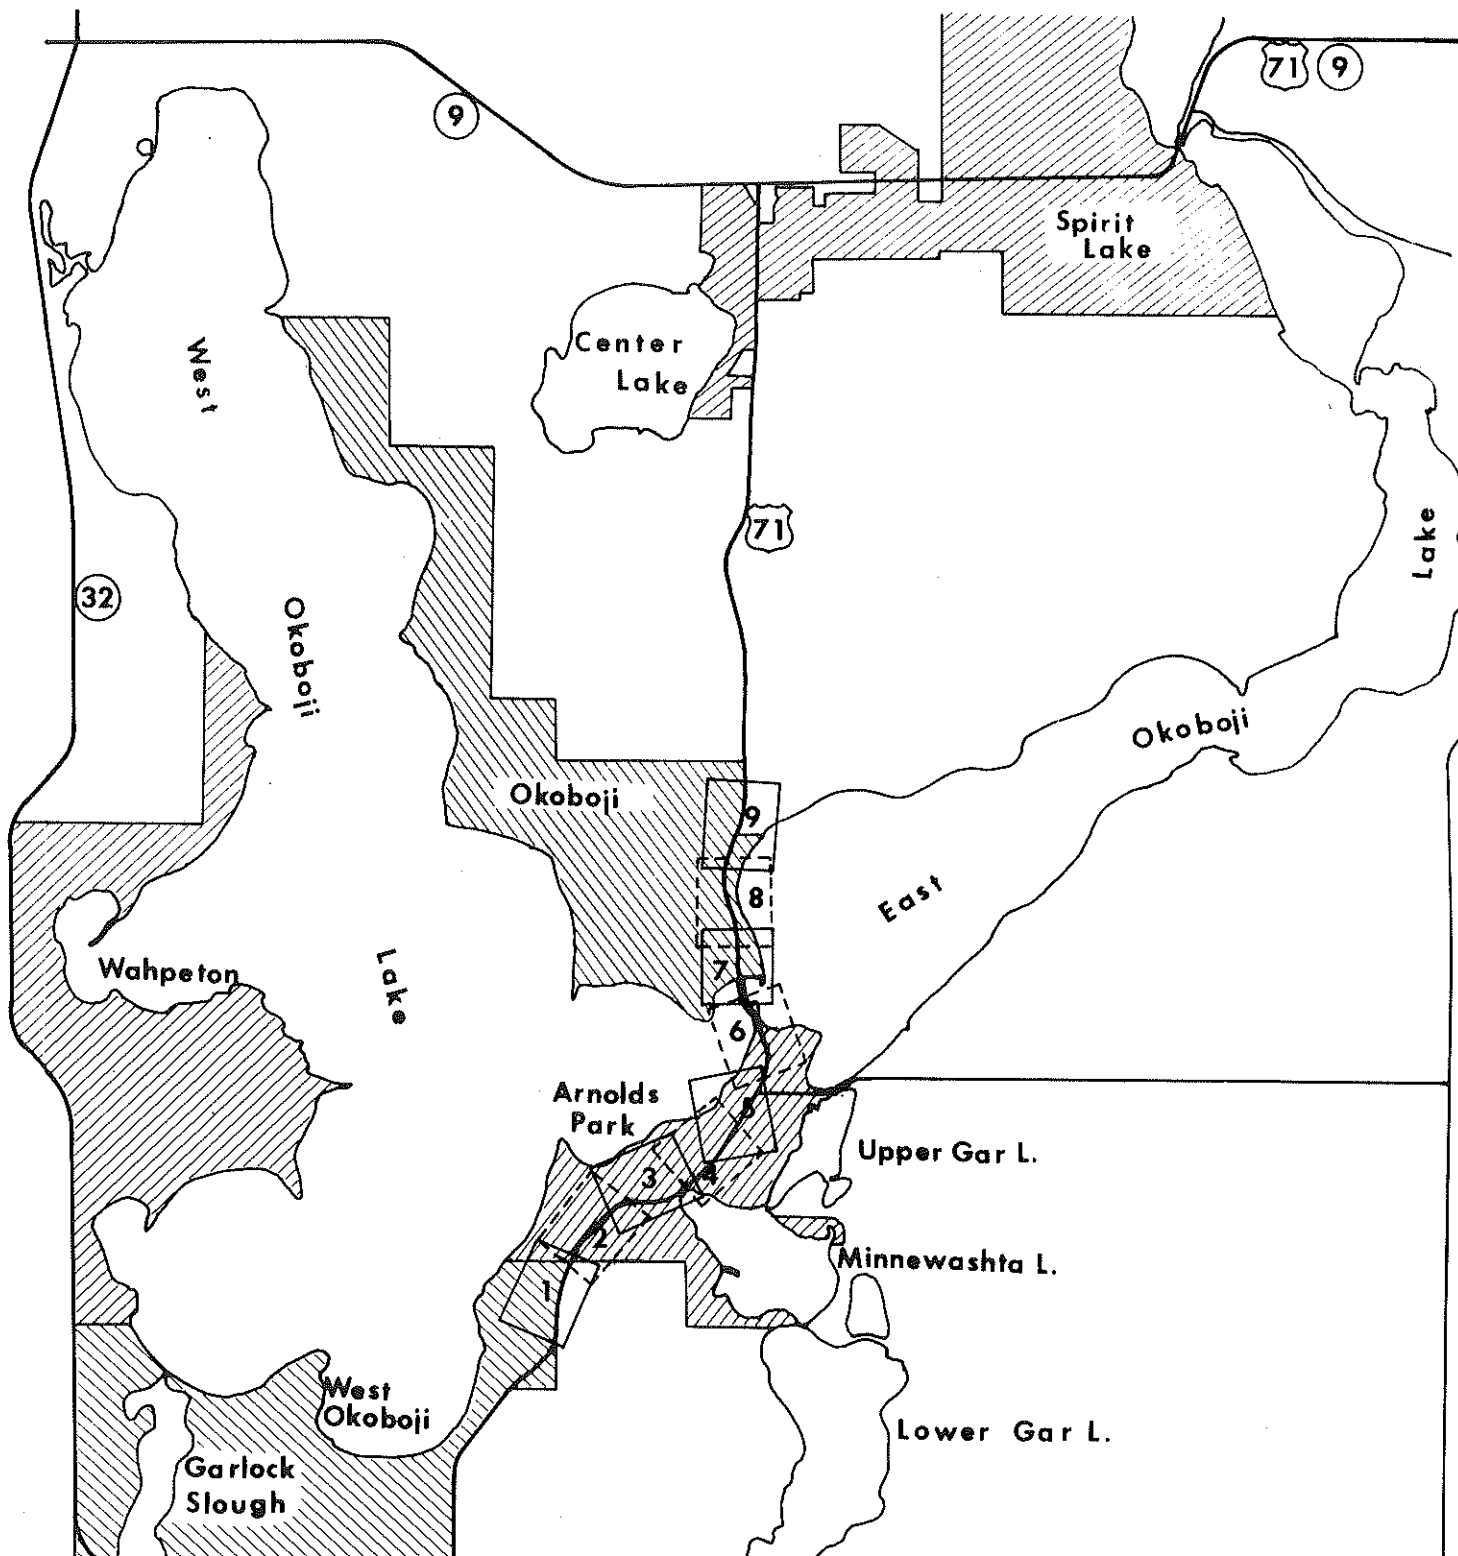 71 9
9
Spirit
Lake
West
Center
Lake
71
Lake
32
Okoboji
Okoboji
Okoboji
9
East
8
Wahpeton
Lake
7
6
Arnolds
Park
5
Upper Gar L.
3
4
2
Minnewashta L.
1
West
Okoboji
Lower Gar L.
Garlock
Slough